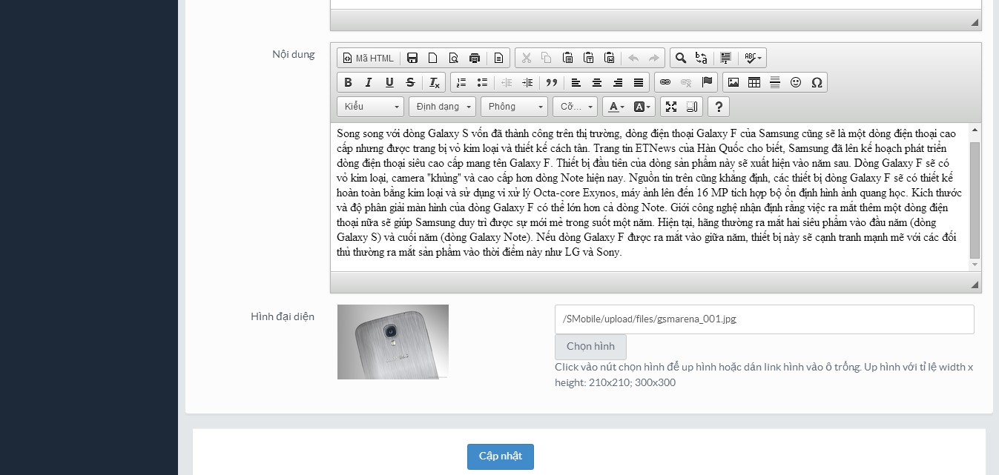 Nội dung
Mã HTML
Kiểu Định dạng Phông Cỡ...
Song song với dòng Galaxy S vốn đã thành công trên thị trường, dòng điện thoại Galaxy F của Samsung cũng sẽ là một dòng điện thoại cao
cấp nhưng được trang bị vỏ kim loại và thiết kế cách tân. Trang tin ETNews của Hàn Quốc cho biết, Samsung đã lên kế hoạch phát triển
dòng điện thoại siêu cao cấp mang tên Galaxy F. Thiết bị đầu tiên của dòng sản phẩm này sẽ xuất hiện vào năm sau. Dòng Galaxy F sẽ có
vỏ kim loại, camera "khủng" và cao cấp hơn dòng Note hiện nay. Nguồn tin trên cũng khẳng định, các thiết bị dòng Galaxy F sẽ có thiết kế
hoàn toàn bằng kim loại và sử dụng vi xử lý Octa-core Exynos, máy ảnh lên đến 16 MP tích hợp bộ ổn định hình ảnh quang học. Kích thước
và độ phân giải màn hình của dòng Galaxy F có thể lớn hơn cả dòng Note. Giới công nghệ nhận định rằng việc ra mắt thêm một dòng điện
thoại nữa sẽ giúp Samsung duy trì được sự mới mẻ trong suốt một năm. Hiện tại, hãng thường ra mắt hai siêu phẩm vào đầu năm (dòng
Galaxy S) và cuối năm (dòng Galaxy Note). Nếu dòng Galaxy F được ra mắt vào giữa năm, thiết bị này sẽ cạnh tranh mạnh mẽ với các đối
thủ thường ra mắt sản phẩm vào thời điểm này như LG và Sony.
Hình đại diện
/SMobile/upload/files/gsmarena_001.jpg
Chọn hình
Click vào nút chọn hình để up hình hoặc dán link hình vào ô trống. Up hình với tỉ lệ width x
height: 210x210; 300x300
Cập nhật